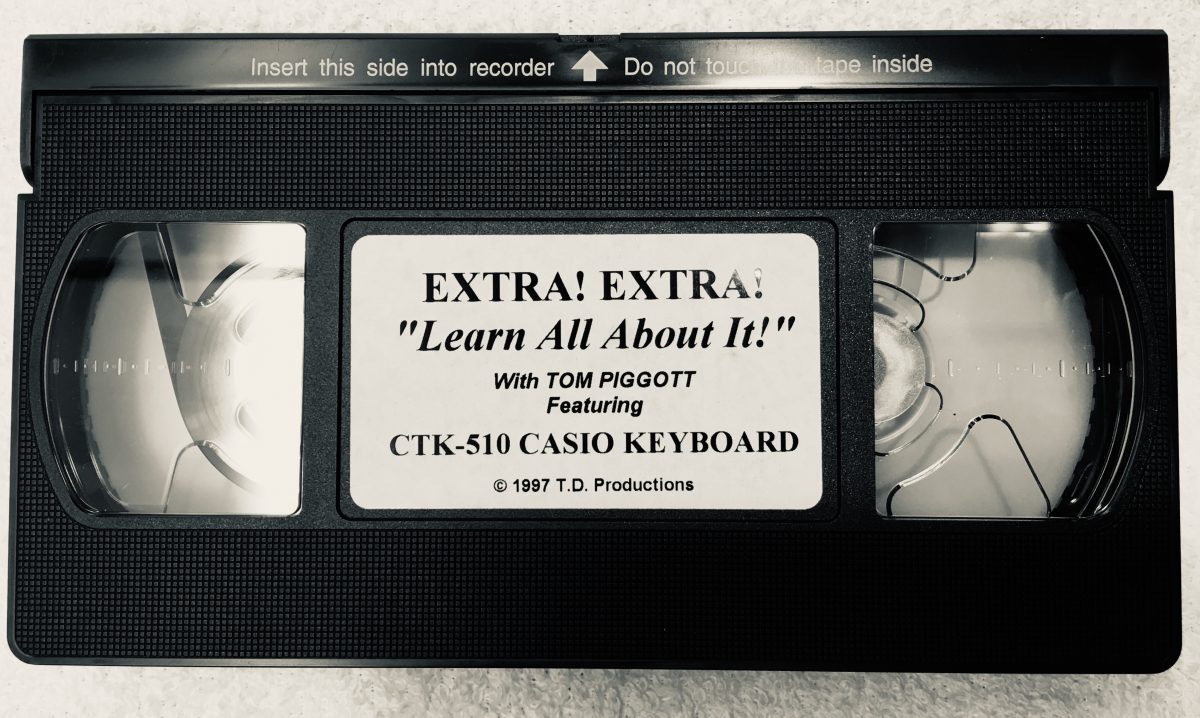 Insert this side into recorder Do not touch tape inside
EXTRA! EXTRA!
"Learn All About It!"
With TOM PIGGOTT
Featuring
CTK-510 CASIO KEYBOARD
© 1997 T.D. Productions